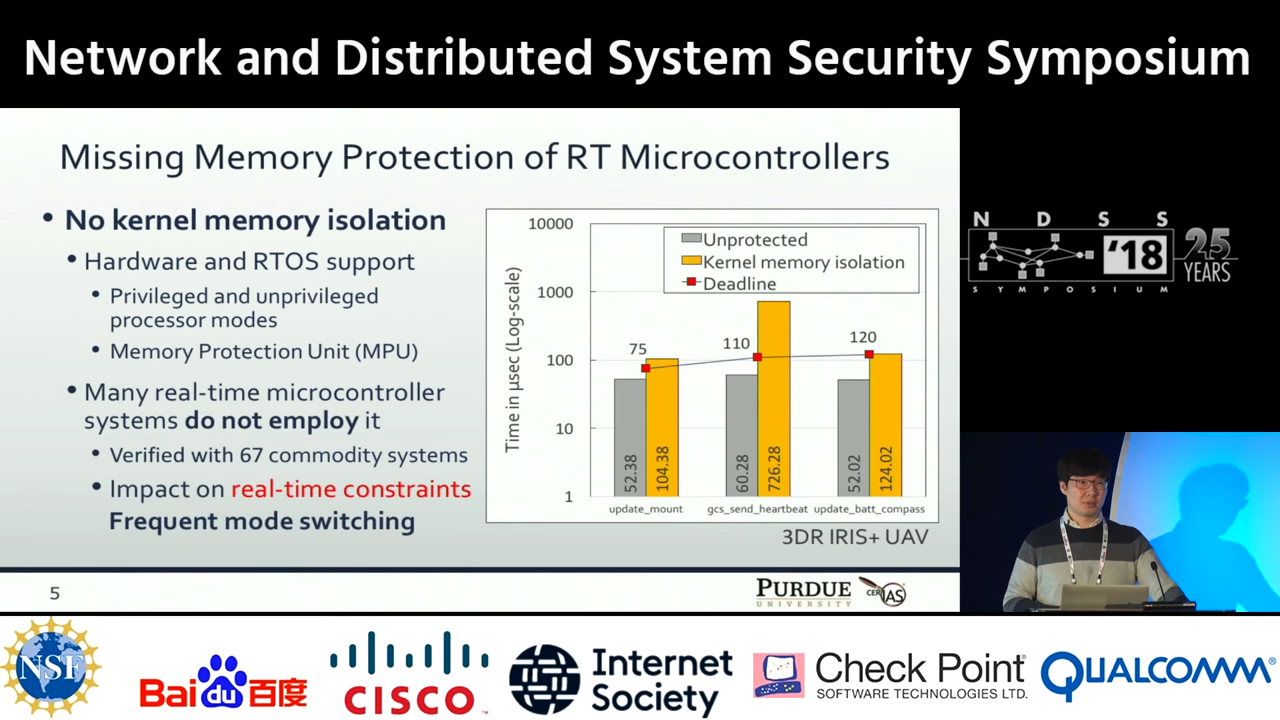 Network and Distributed System Security Symposium
Missing Memory Protection of RT Microcontrollers
• No kernel memory isolation
• Hardware and RTOS support
• Privileged and unprivileged
processor modes
• Memory Protection Unit (MPU)
• Many real-time microcontroller
systems do not employ it
• Verified with 67 commodity systems
• Impact on real-time constraints
Frequent mode switching
Time in μsec (Log-scale)
10000
1000
100
10
1
Unprotected
Kernel memory isolation
Deadline
75
110
120
52.38
104.38
60.28
726.28
52.02
124.02
update_mount
gcs_send_heartbeat
update_batt_compass
3DR IRIS+ UAV
5
PURDUE
UNIVERSITY
CERIAS
N D S S
'18
25
YEARS
SYMPOSIUM
NSF
Bai du 百度
CISCO
Internet
Society
Check Point
SOFTWARE TECHNOLOGIES LTD.
QUALCOMM